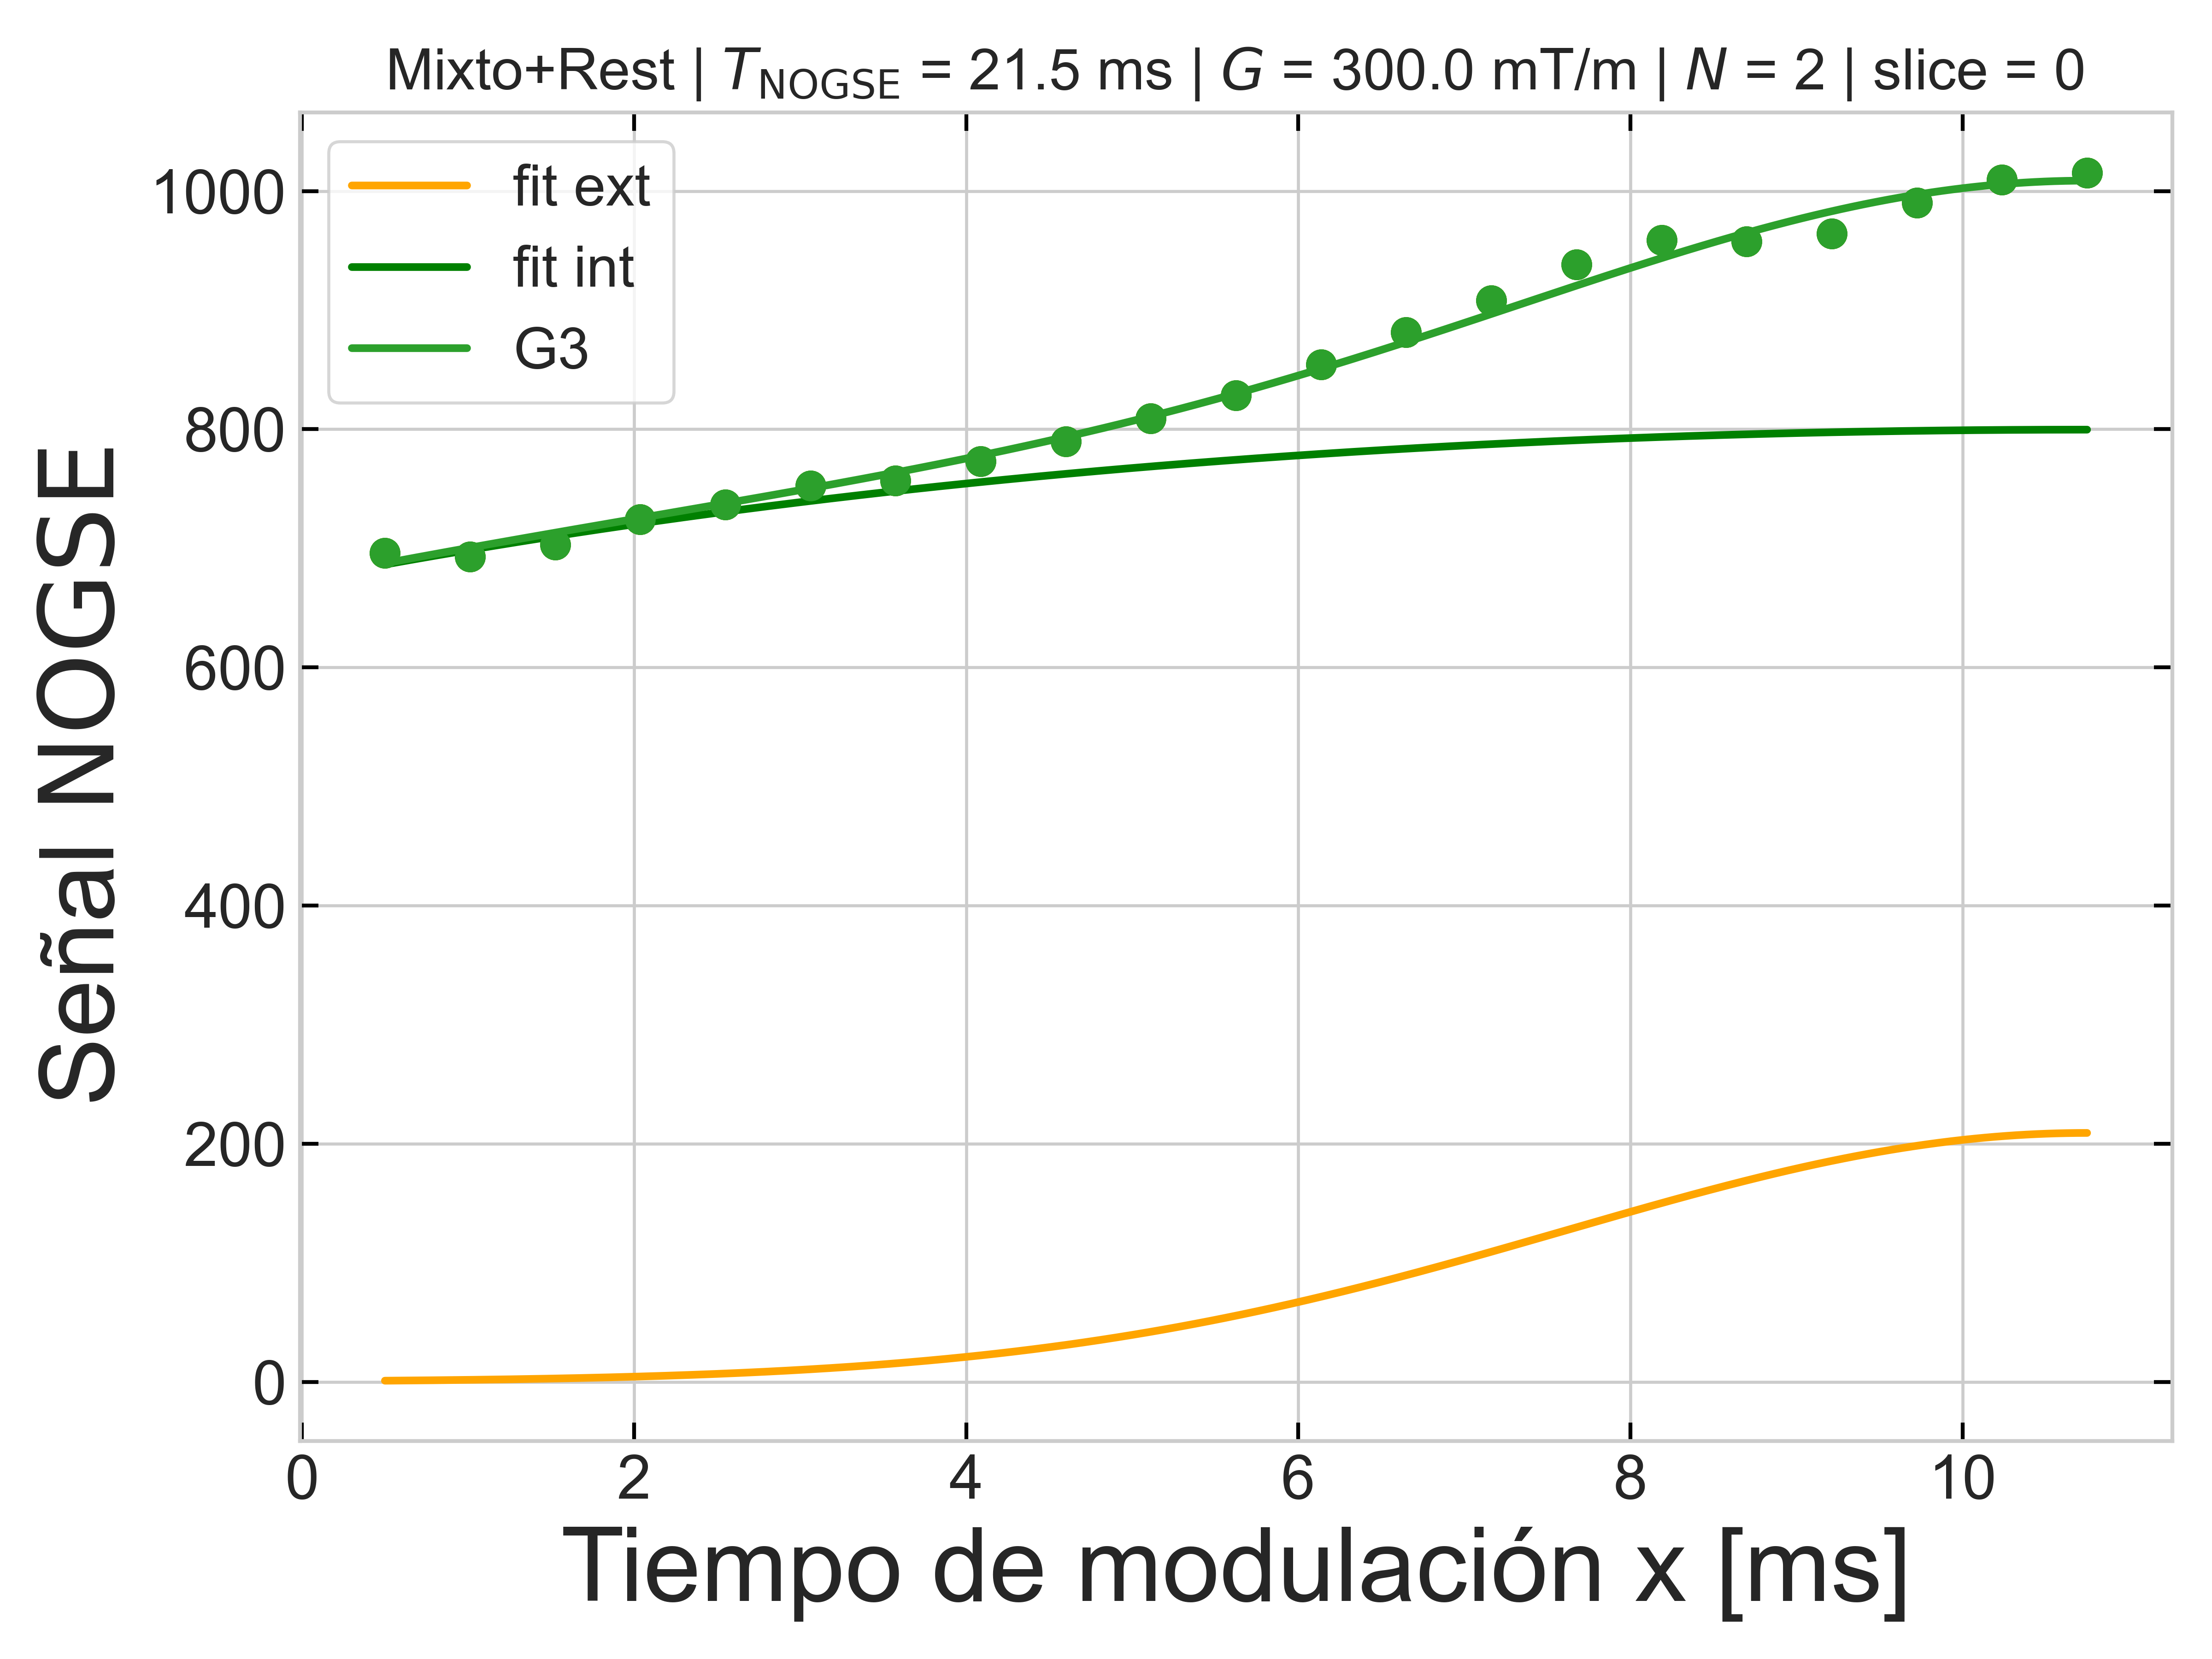 Mixto+Rest | T_NOGSE = 21.5 ms | G = 300.0 mT/m | N = 2 | slice = 0
fit ext
fit int
G3
Señal NOGSE
1000
800
600
400
200
0
0 2 4 6 8 10
Tiempo de modulación x [ms]